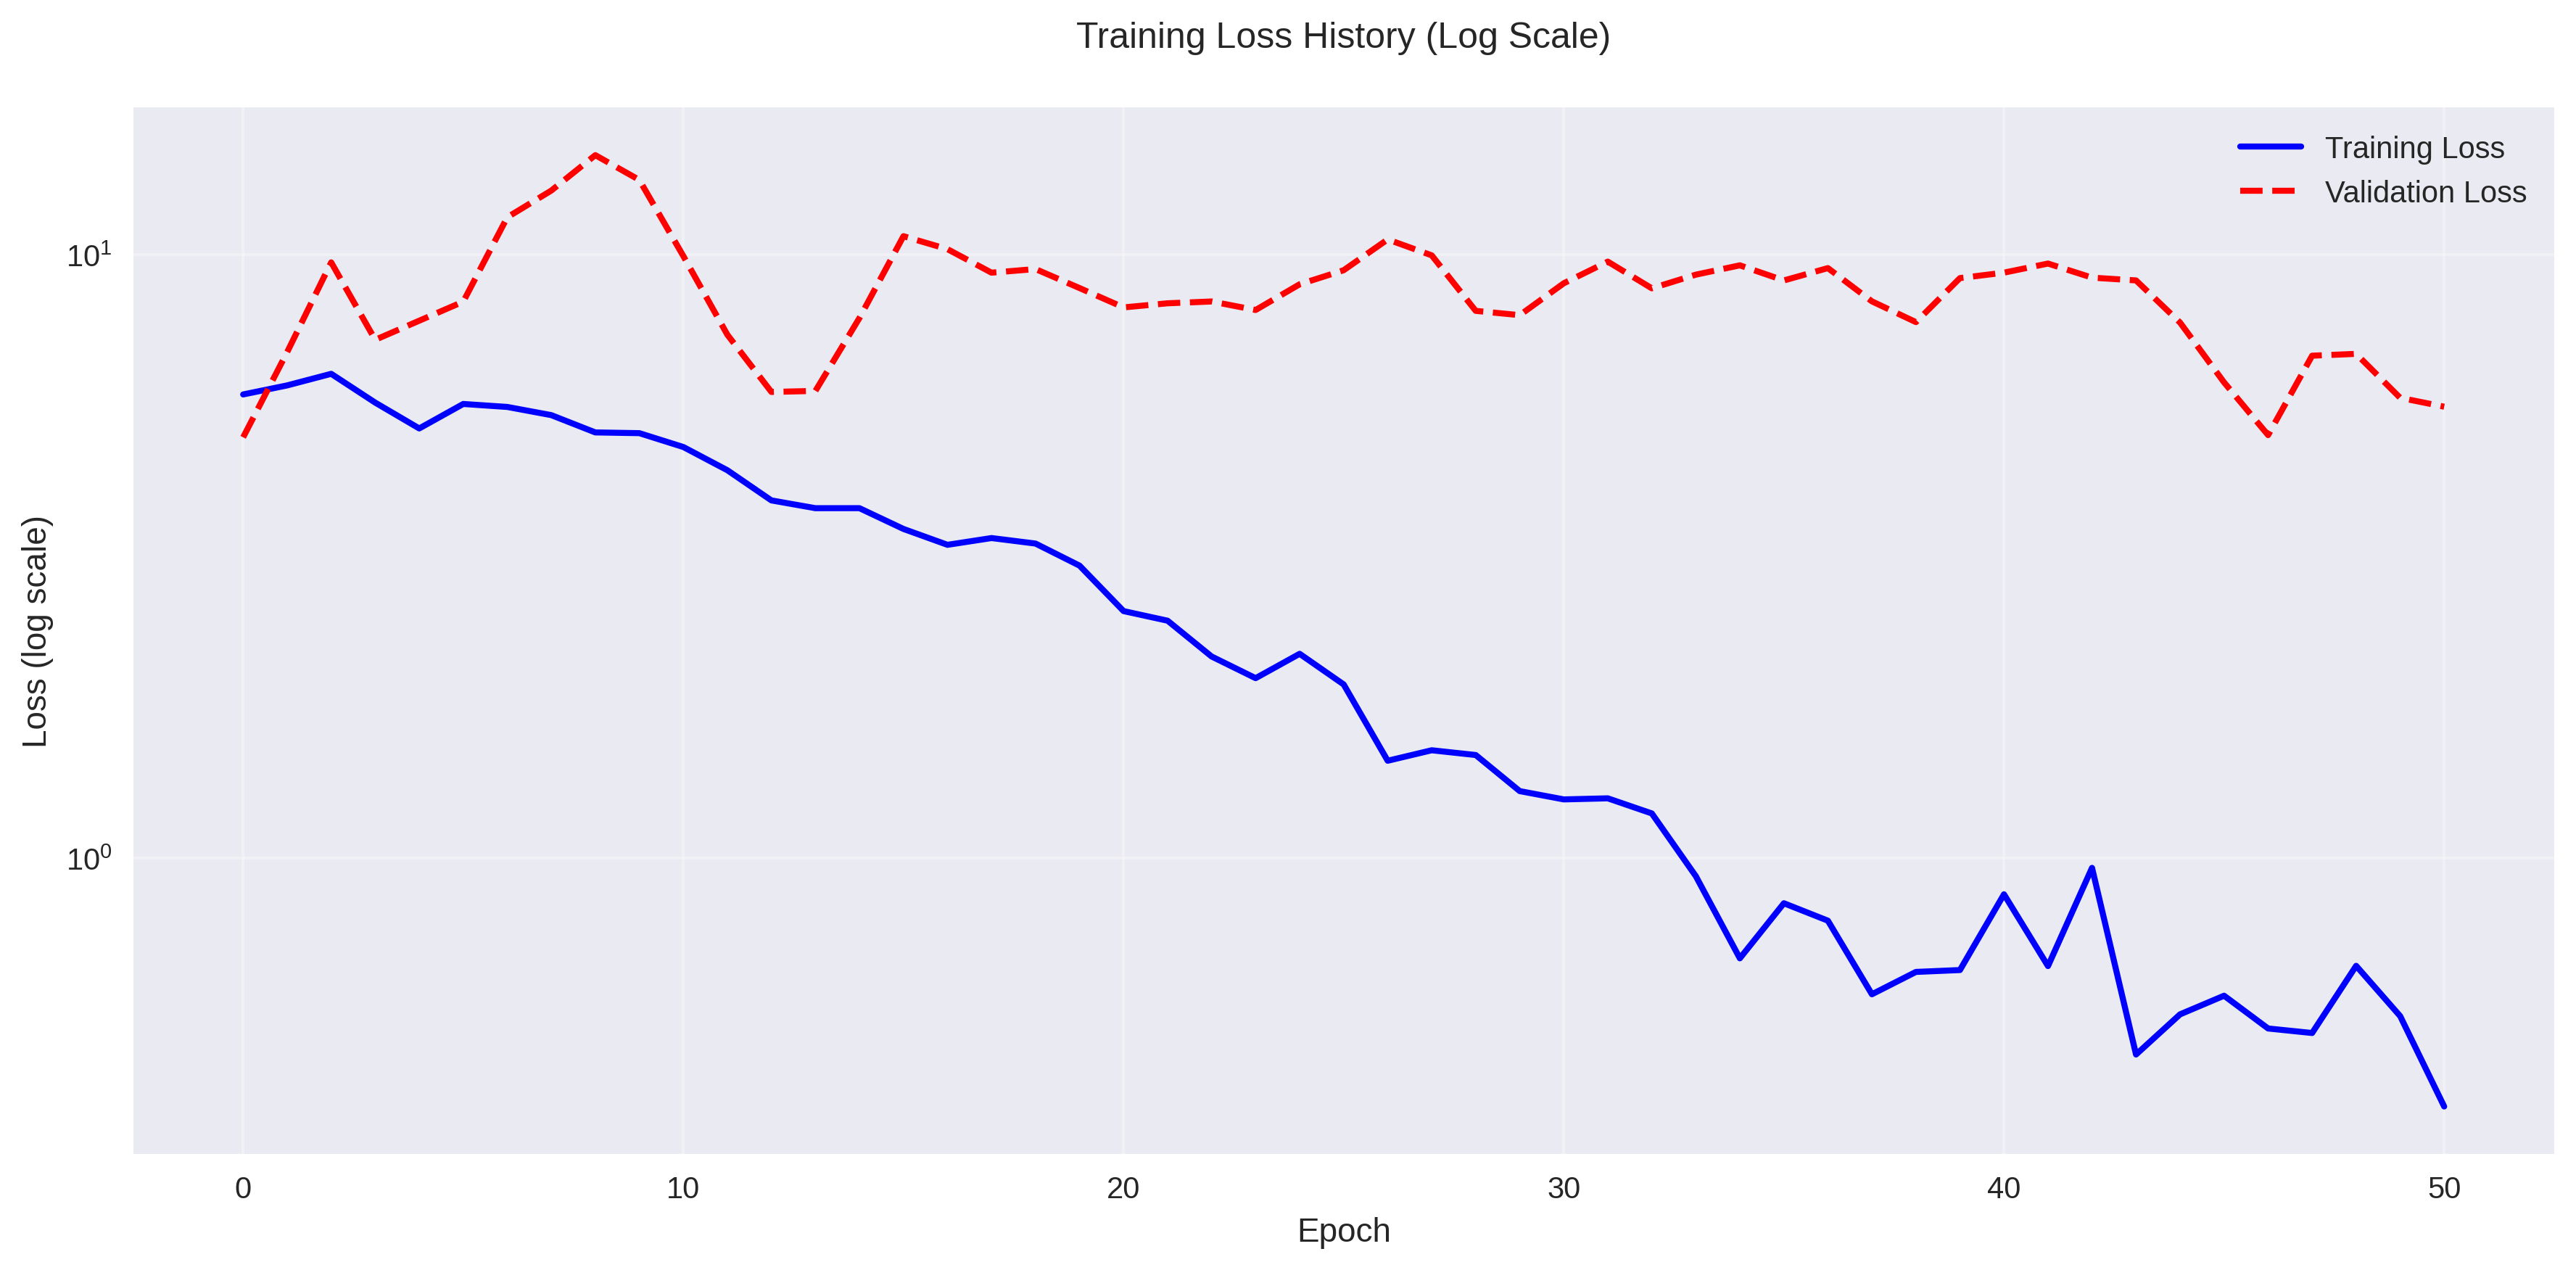 Training Loss History (Log Scale)
Training Loss
Validation Loss
10¹
10⁰
Loss (log scale)
0 10 20 30 40 50
Epoch